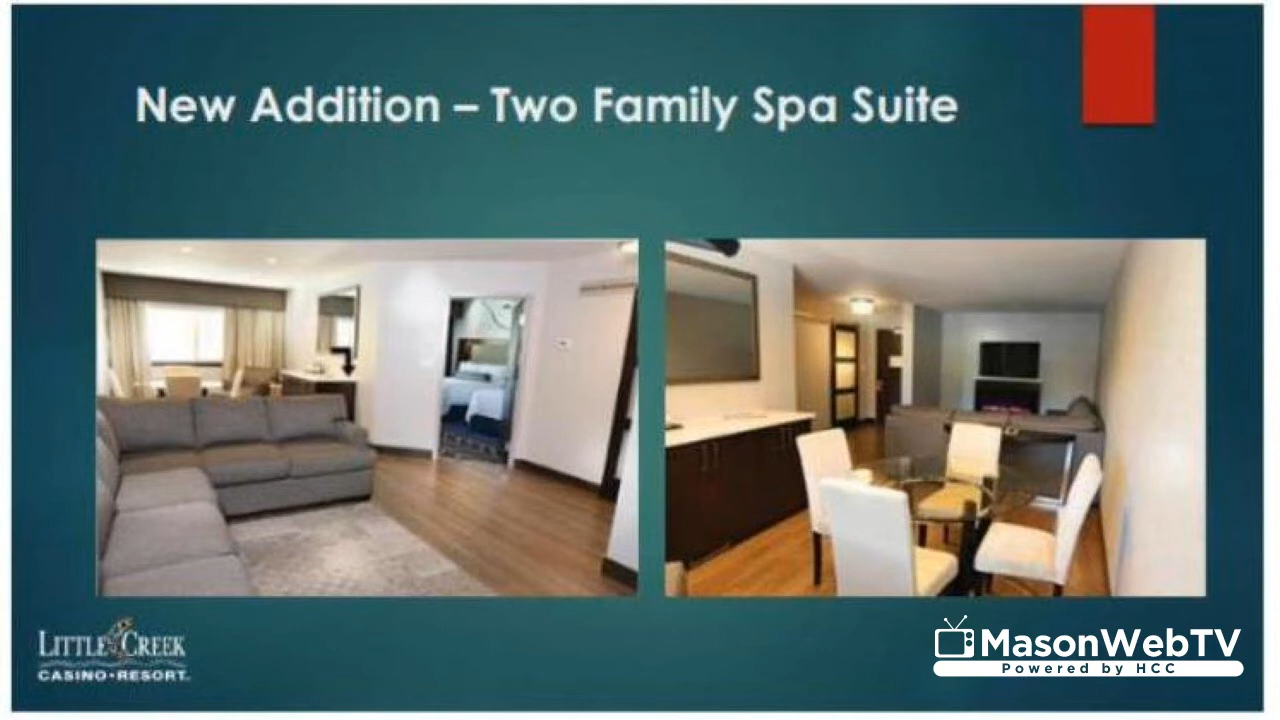 New Addition – Two Family Spa Suite
LITTLE CREEK
CASINO•RESORT.
MasonWebTV
Powered by HCC